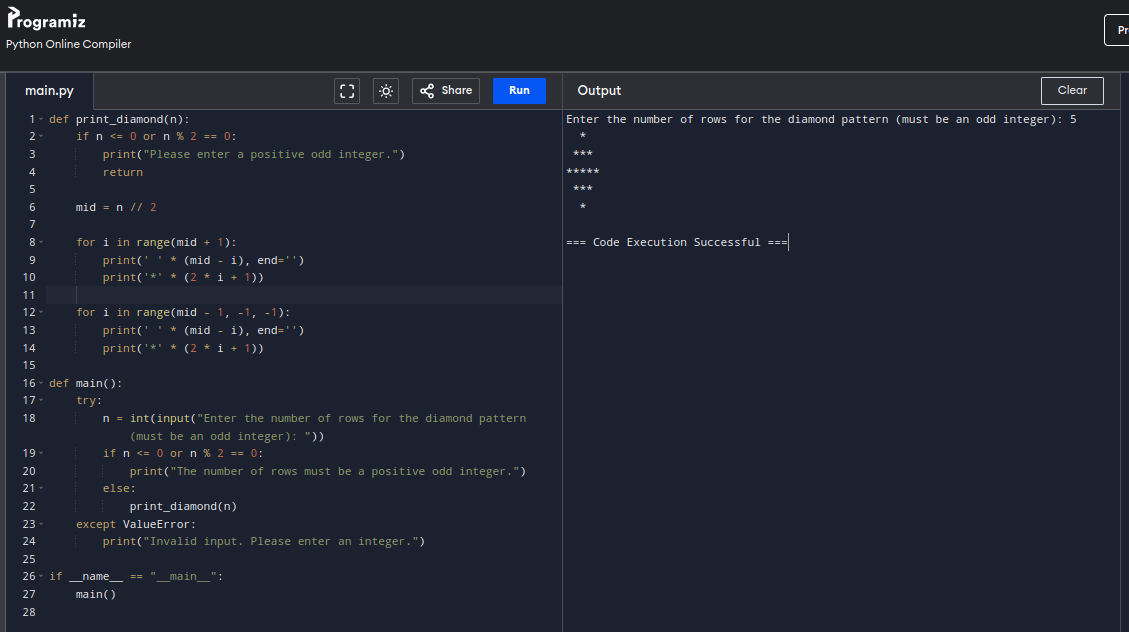 Programiz
Python Online Compiler
Pr
main.py
Share
Run
Output
Clear
1 def print_diamond(n):
2     if n <= 0 or n % 2 == 0:
3         print("Please enter a positive odd integer.")
4         return
5
6     mid = n // 2
7
8     for i in range(mid + 1):
9         print(' ' * (mid - i), end='')
10         print('*' * (2 * i + 1))
11
12     for i in range(mid - 1, -1, -1):
13         print(' ' * (mid - i), end='')
14         print('*' * (2 * i + 1))
15
16 def main():
17     try:
18         n = int(input("Enter the number of rows for the diamond pattern
(must be an odd integer): "))
19         if n <= 0 or n % 2 == 0:
20             print("The number of rows must be a positive odd integer.")
21         else:
22             print_diamond(n)
23     except ValueError:
24         print("Invalid input. Please enter an integer.")
25
26 if __name__ == "__main__":
27     main()
28
Enter the number of rows for the diamond pattern (must be an odd integer): 5
  *
 ***
*****
 ***
  *
=== Code Execution Successful ===